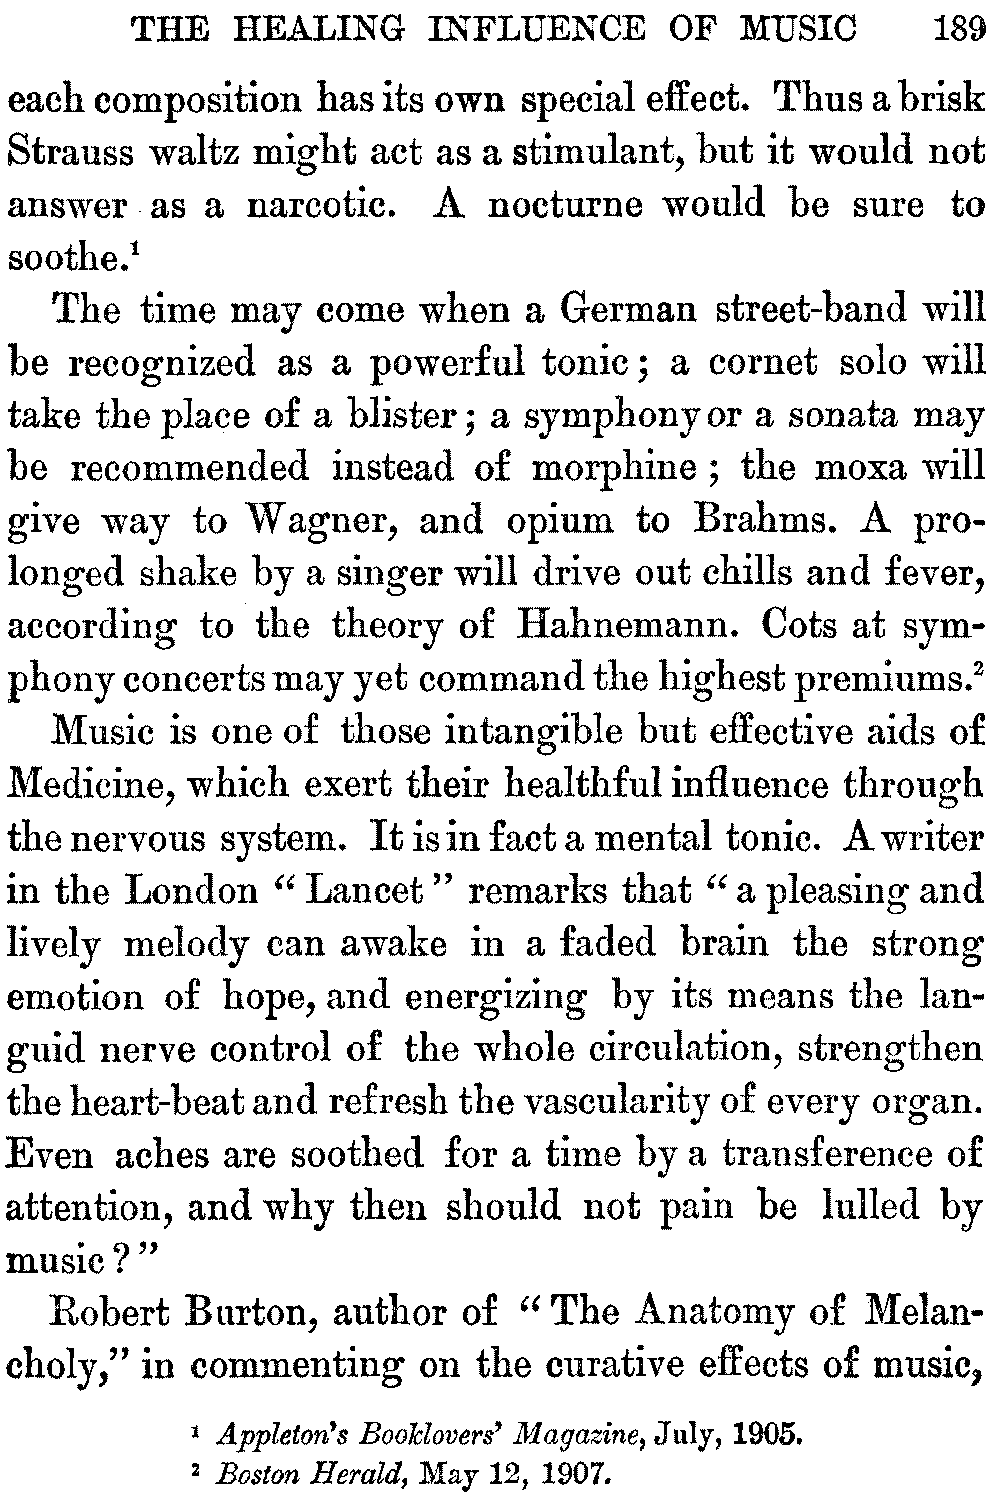 THE HEALING INFLUENCE OF MUSIC 189
each composition has its own special effect. Thus a brisk
Strauss waltz might act as a stimulant, but it would not
answer as a narcotic. A nocturne would be sure to
soothe.¹
The time may come when a German street-band will
be recognized as a powerful tonic; a cornet solo will
take the place of a blister; a symphony or a sonata may
be recommended instead of morphine; the moxa will
give way to Wagner, and opium to Brahms. A pro-
longed shake by a singer will drive out chills and fever,
according to the theory of Hahnemann. Cots at sym-
phony concerts may yet command the highest premiums.²
Music is one of those intangible but effective aids of
Medicine, which exert their healthful influence through
the nervous system. It is in fact a mental tonic. A writer
in the London “Lancet” remarks that “a pleasing and
lively melody can awake in a faded brain the strong
emotion of hope, and energizing by its means the lan-
guid nerve control of the whole circulation, strengthen
the heart-beat and refresh the vascularity of every organ.
Even aches are soothed for a time by a transference of
attention, and why then should not pain be lulled by
music?”
Robert Burton, author of “The Anatomy of Melan-
choly,” in commenting on the curative effects of music,
¹ Appleton's Booklovers' Magazine, July, 1905.
² Boston Herald, May 12, 1907.